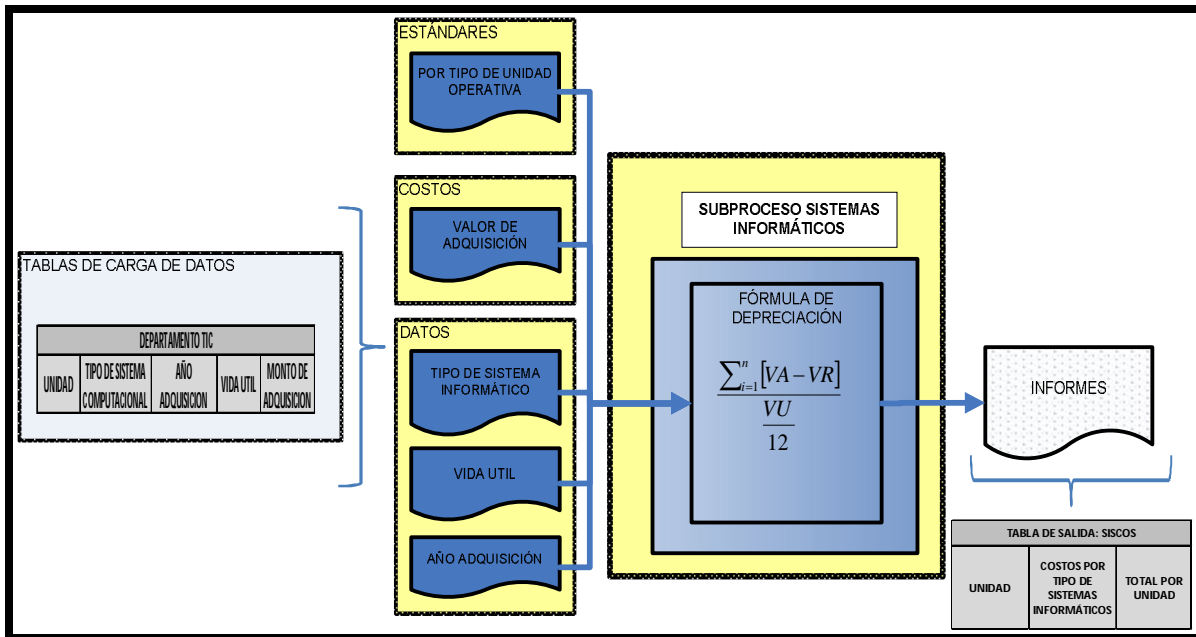 TABLAS DE CARGA DE DATOS
DEPARTAMENTO TIC
UNIDAD
TIPO DE SISTEMA
COMPUTACIONAL
AÑO
ADQUISICION
VIDA UTIL
MONTO DE
ADQUISICION
ESTÁNDARES
POR TIPO DE UNIDAD
OPERATIVA
COSTOS
VALOR DE
ADQUISICIÓN
DATOS
TIPO DE SISTEMA
INFORMÁTICO
VIDA UTIL
AÑO ADQUISICIÓN
SUBPROCESO SISTEMAS
INFORMÁTICOS
FÓRMULA DE
DEPRECIACIÓN
∑ⁿᵢ₌₁[VA − VR]
VU
12
INFORMES
TABLA DE SALIDA: SISCOS
UNIDAD
COSTOS POR
TIPO DE
SISTEMAS
INFORMÁTICOS
TOTAL POR
UNIDAD